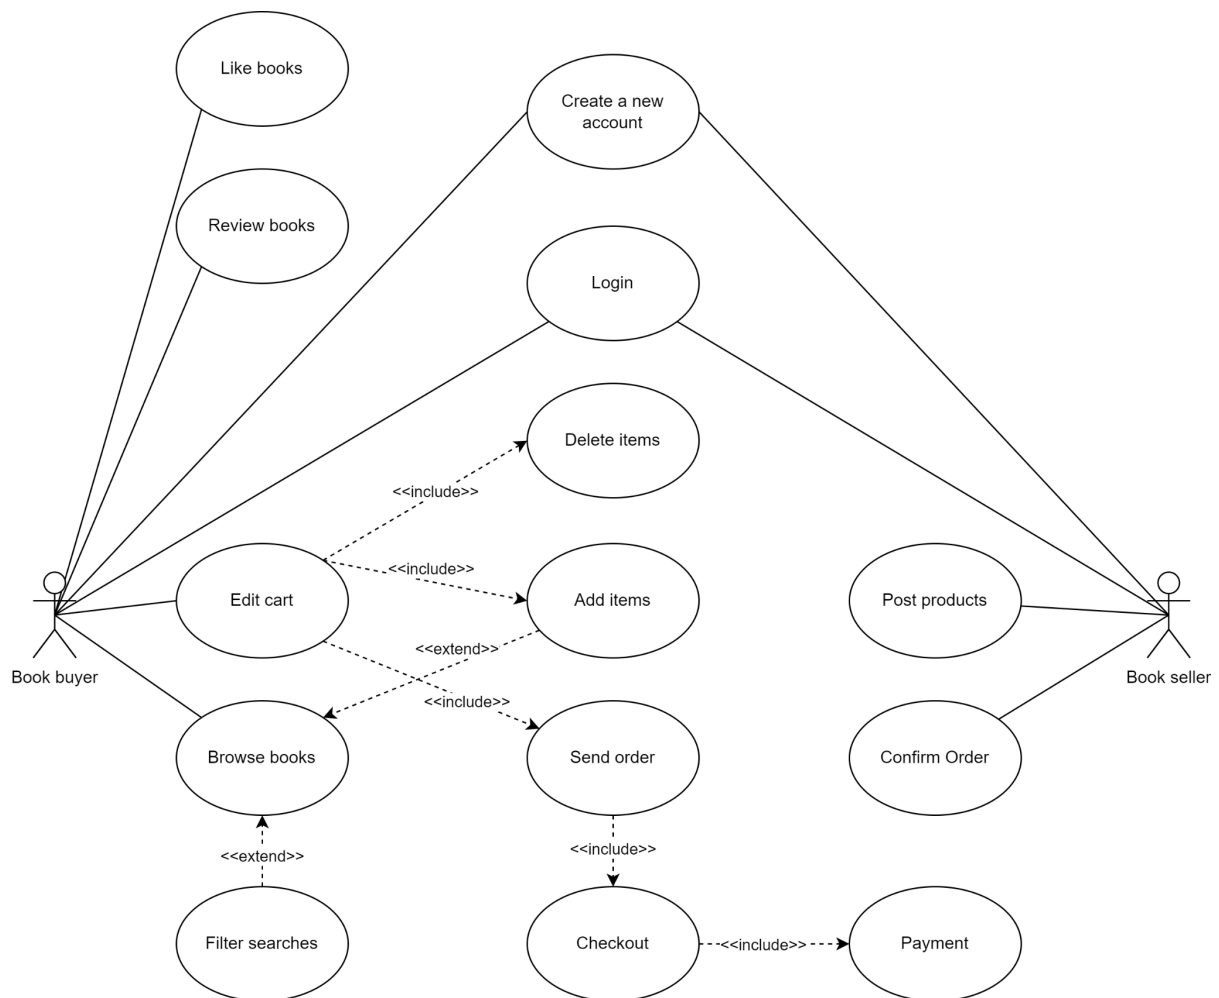 Like books
Create a new
account
Review books
Login
Delete items
<<include>>
<<include>>
Edit cart
Add items
Post products
<<extend>>
Book buyer
Book seller
<<include>>
Browse books
Send order
Confirm Order
<<extend>>
<<include>>
Filter searches
Checkout
<<include>>
Payment